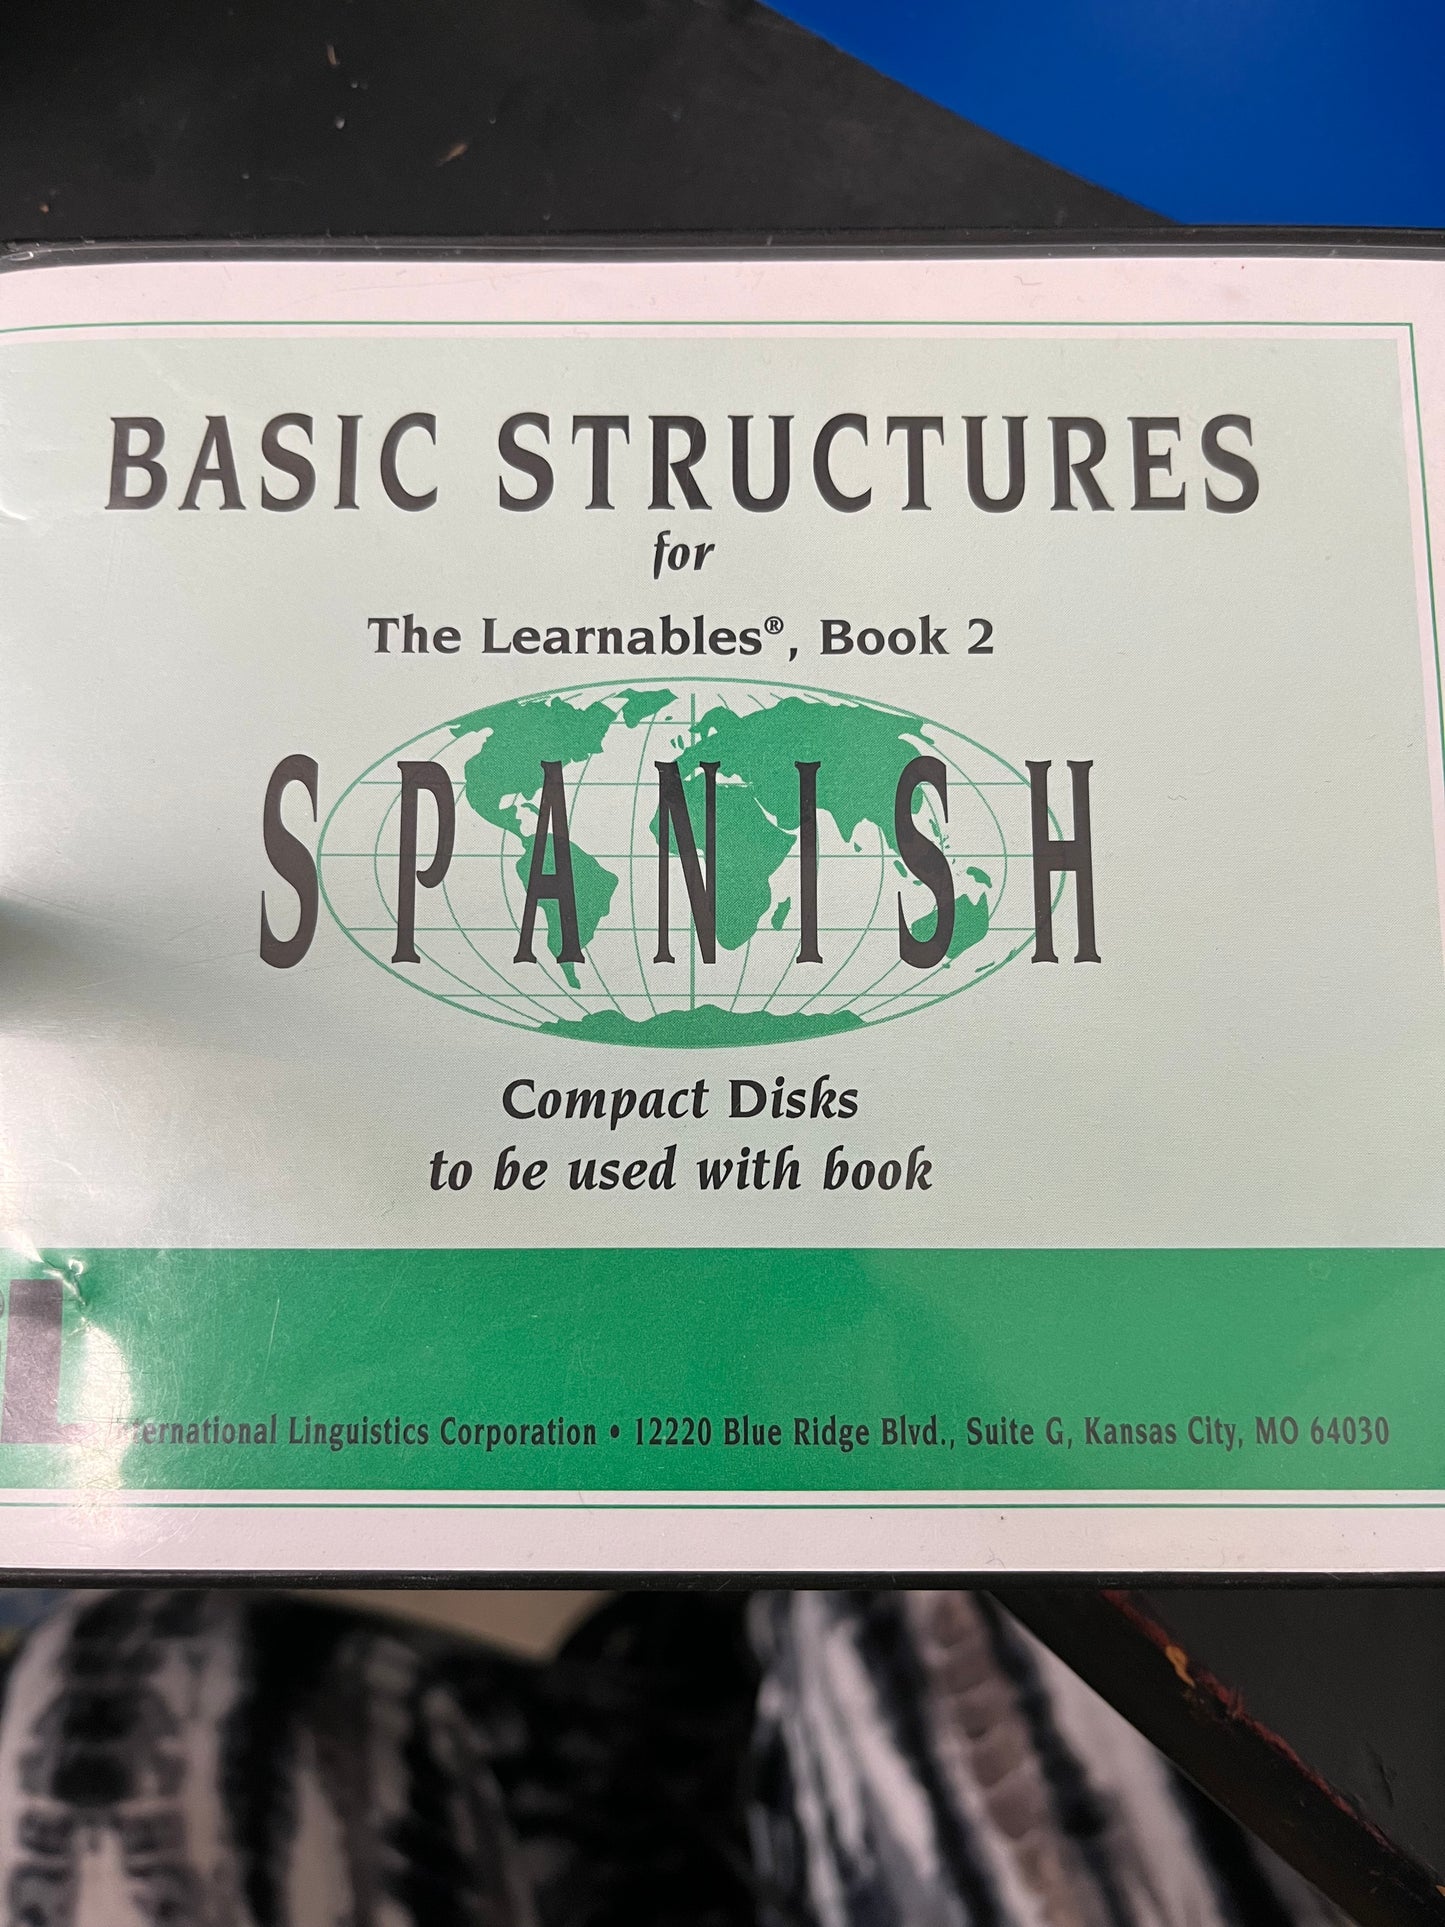 BASIC STRUCTURES
for
The Learnables®, Book 2
SPANISH
Compact Disks
to be used with book
International Linguistics Corporation • 12220 Blue Ridge Blvd., Suite G, Kansas City, MO 64030